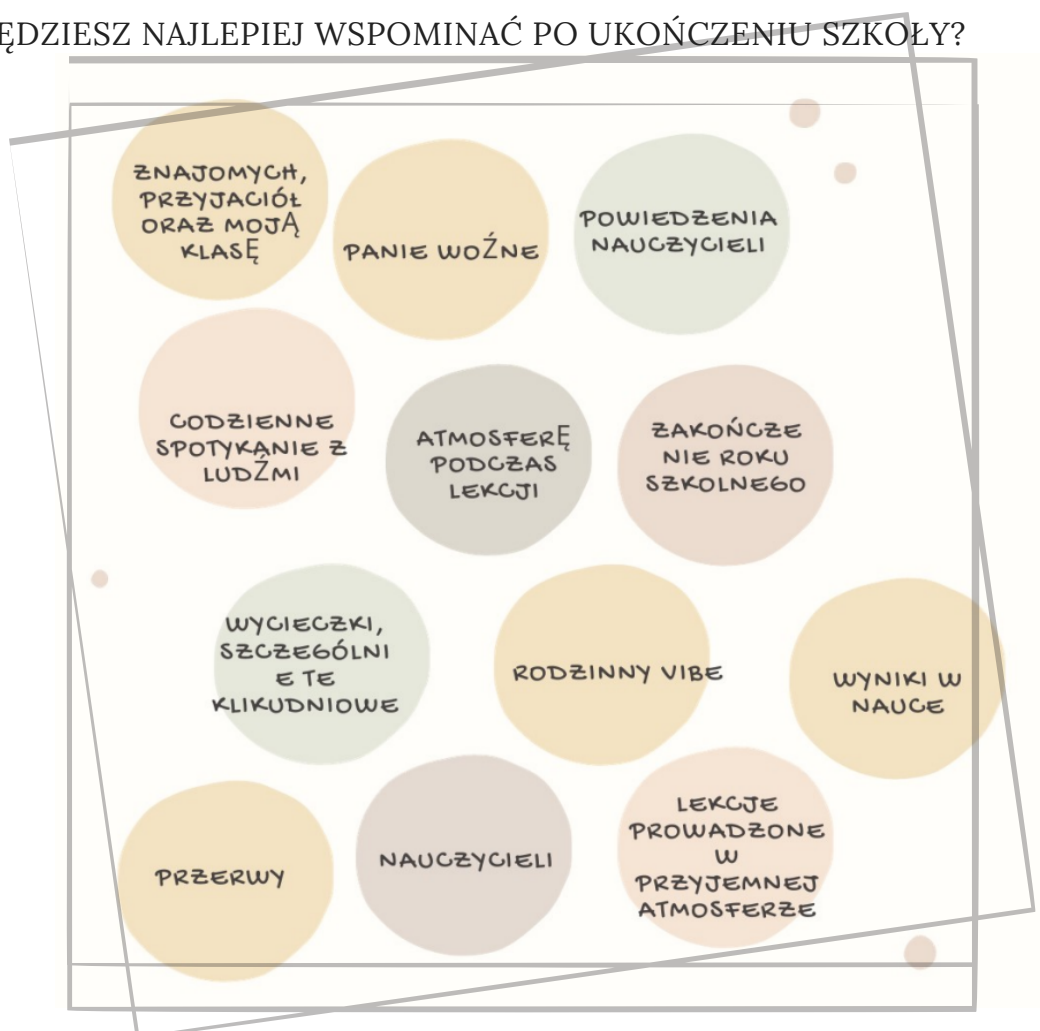 ĘDZIESZ NAJLEPIEJ WSPOMINAĆ PO UKOŃCZENIU SZKOŁY?
ZNAJOMYCH,
PRZYJACIÓŁ
ORAZ MOJĄ
KLASĘ
PANIE WOŹNE
POWIEDZENIA
NAUCZYCIELI
CODZIENNE
SPOTYKANIE Z
LUDŹMI
ATMOSFERĘ
PODCZAS
LEKCJI
ZAKOŃCZE
NIE ROKU
SZKOLNEGO
WYCIECZKI,
SZCZEGÓLNI
E TE
KLIKUDNIOWE
RODZINNY VIBE
WYNIKI W
NAUCE
PRZERWY
NAUCZYCIELI
LEKCJE
PROWADZONE
W
PRZYJEMNEJ
ATMOSFERZE